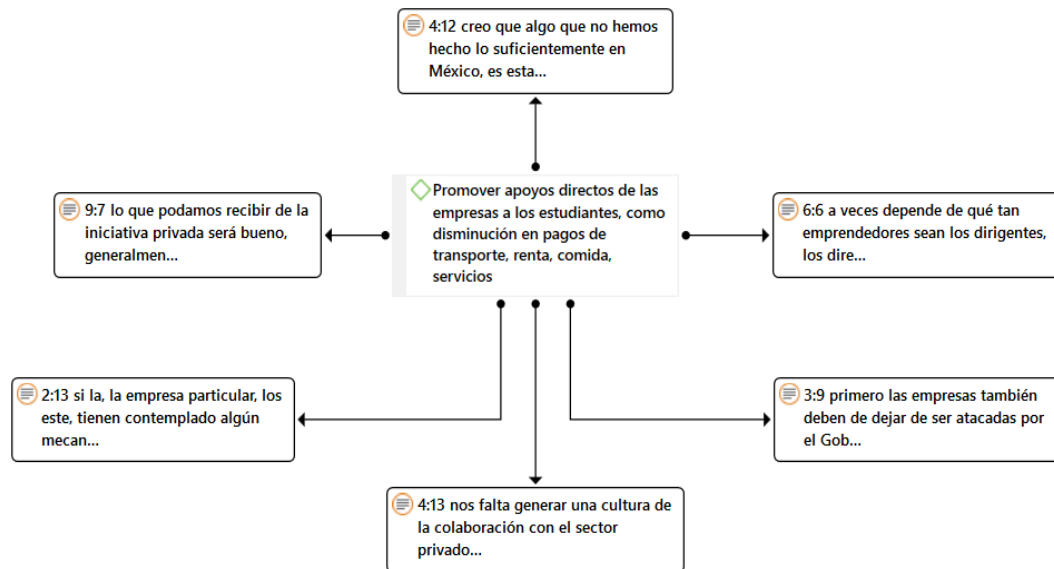 4:12 creo que algo que no hemos
hecho lo suficientemente en
México, es esta...
Promover apoyos directos de las
empresas a los estudiantes, como
disminución en pagos de
transporte, renta, comida,
servicios
9:7 lo que podamos recibir de la
iniciativa privada será bueno,
generalmen...
6:6 a veces depende de qué tan
emprendedores sean los dirigentes,
los dire...
2:13 si la, la empresa particular, los
este, tienen contemplado algún
mecan...
3:9 primero las empresas también
deben de dejar de ser atacadas por
el Gob...
4:13 nos falta generar una cultura de
la colaboración con el sector
privado...